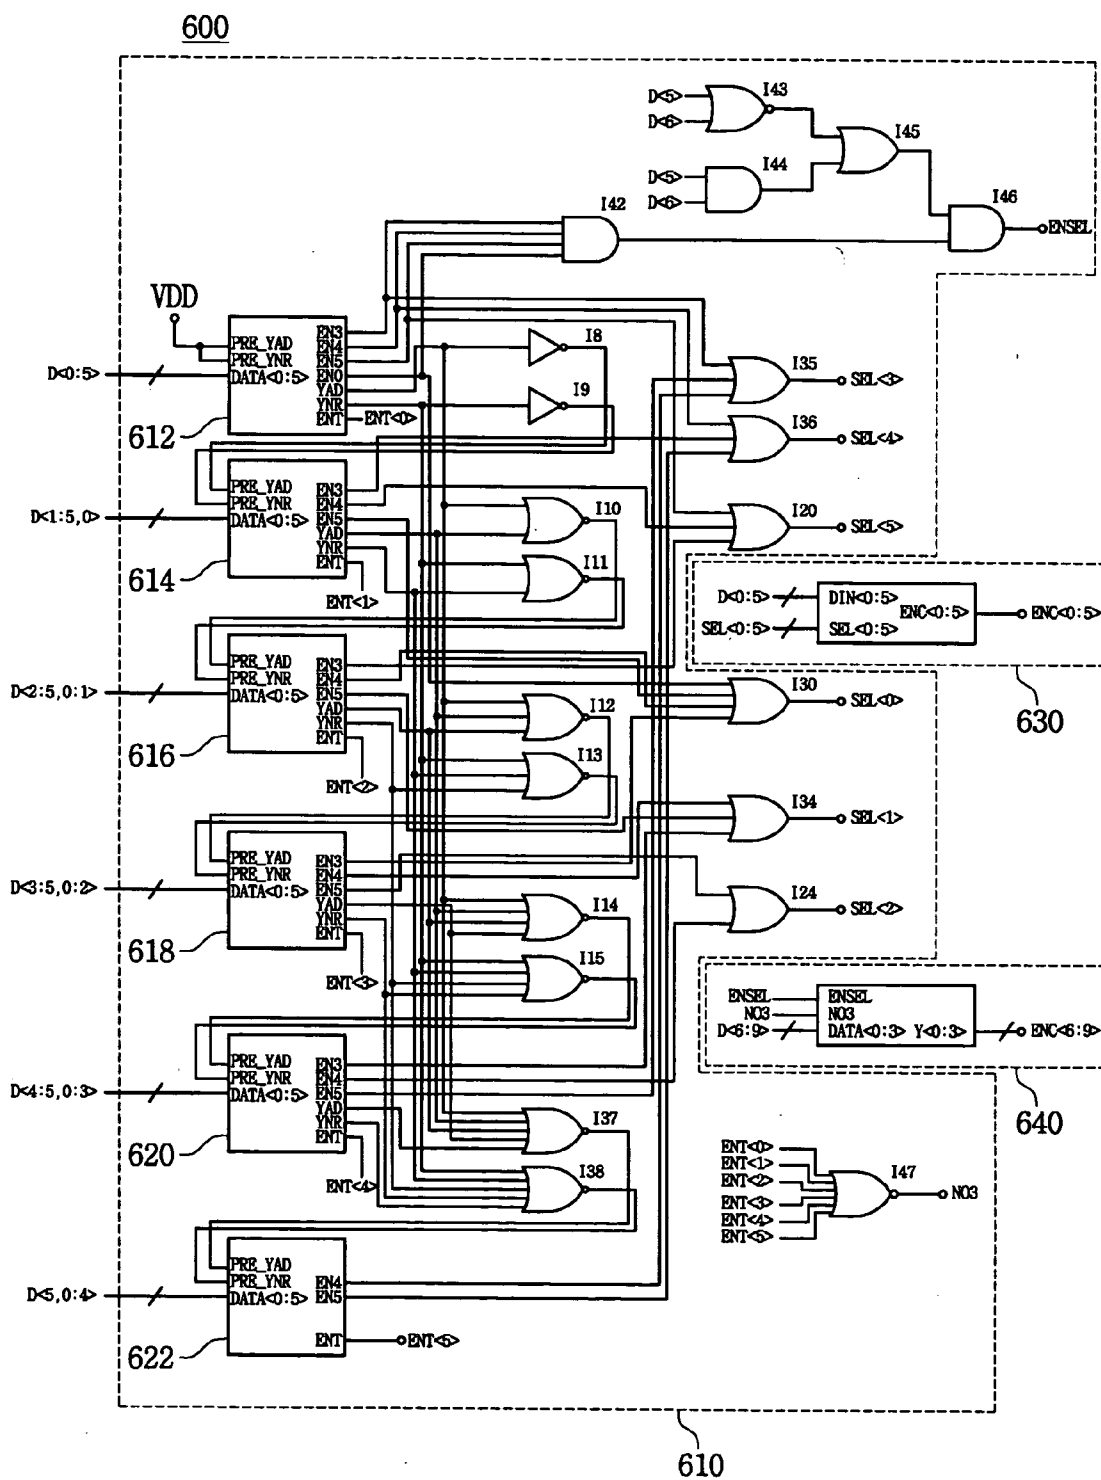 600
D<5>
D<6>
I43
I45
D<5>
D<6>
I44
I42
I46
ENSEL
VDD
D<0:5>
PRE_YAD
PRE_YNR
DATA<0:5>
EN3
EN4
EN5
EN0
YAD
YNR
ENT
ENT<0>
612
I8
I9
I35
SEL<3>
I36
SEL<4>
D<1:5,0>
PRE_YAD
PRE_YNR
DATA<0:5>
EN3
EN4
EN5
YAD
YNR
ENT
ENT<1>
614
I10
I11
I20
SEL<5>
D<0:5>
SEL<0:5>
DIN<0:5>
SEL<0:5>
ENC<0:5>
ENC<0:5>
630
D<2:5,0:1>
PRE_YAD
PRE_YNR
DATA<0:5>
EN3
EN4
EN5
YAD
YNR
ENT
ENT<2>
616
I12
I13
I30
SEL<0>
I34
SEL<1>
D<3:5,0:2>
PRE_YAD
PRE_YNR
DATA<0:5>
EN3
EN4
EN5
YAD
YNR
ENT
ENT<3>
618
I14
I15
I24
SEL<2>
ENSEL
NO3
D<6:9>
ENSEL
NO3
DATA<0:3>
Y<0:3>
ENC<6:9>
640
D<4:5,0:3>
PRE_YAD
PRE_YNR
DATA<0:5>
EN3
EN4
EN5
YAD
YNR
ENT
ENT<4>
620
I37
I38
ENT<0>
ENT<1>
ENT<2>
ENT<3>
ENT<4>
ENT<5>
I47
NO3
D<5,0:4>
PRE_YAD
PRE_YNR
DATA<0:5>
EN4
EN5
ENT
ENT<5>
622
610